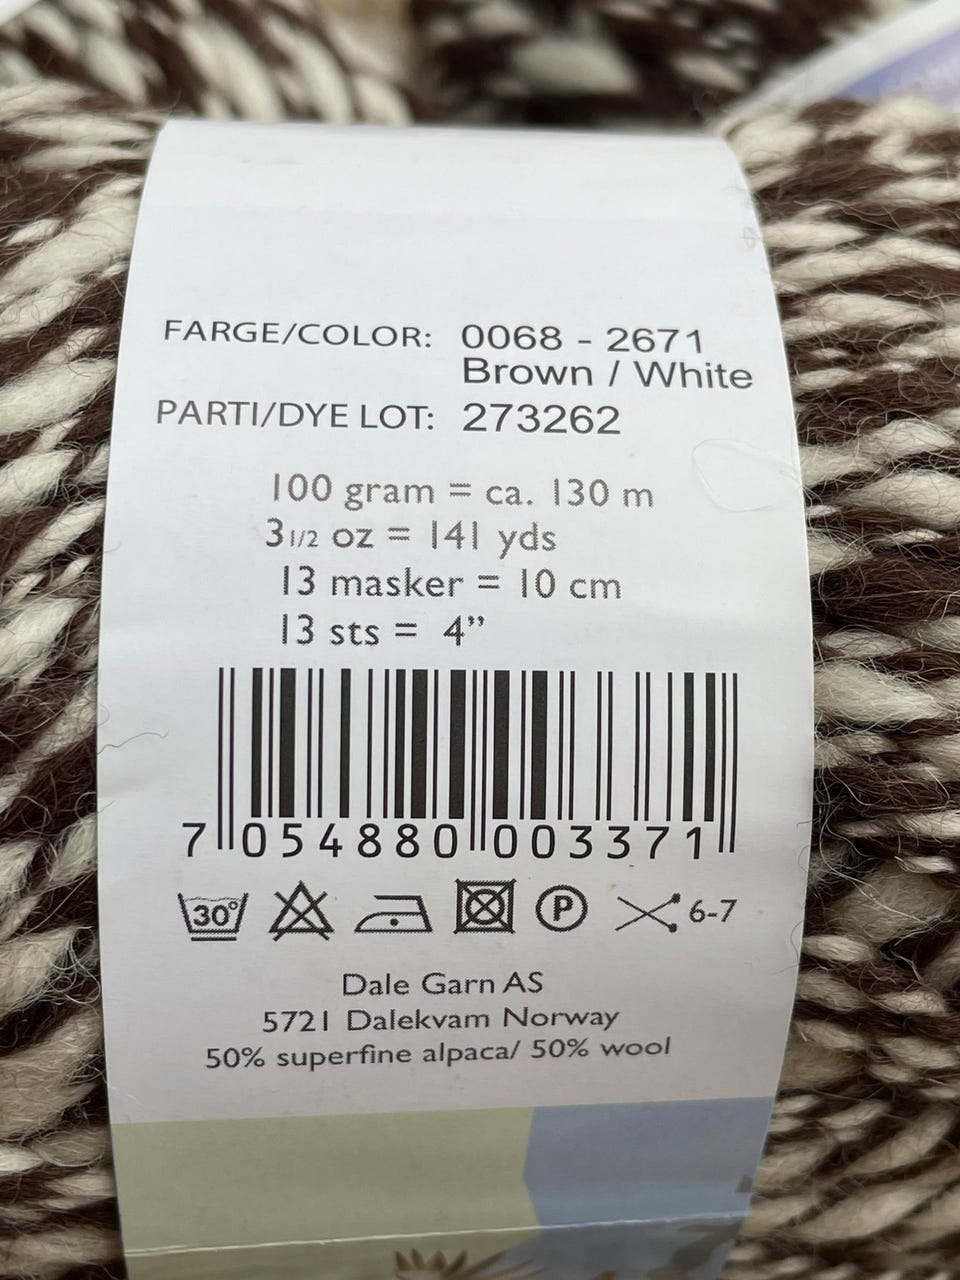 FARGE/COLOR: 0068 - 2671
Brown / White
PARTI/DYE LOT: 273262
100 gram = ca. 130 m
3 1/2 oz = 141 yds
13 masker = 10 cm
13 sts = 4”
7 054880 003371
30° P 6-7
Dale Garn AS
5721 Dalekvam Norway
50% superfine alpaca/ 50% wool